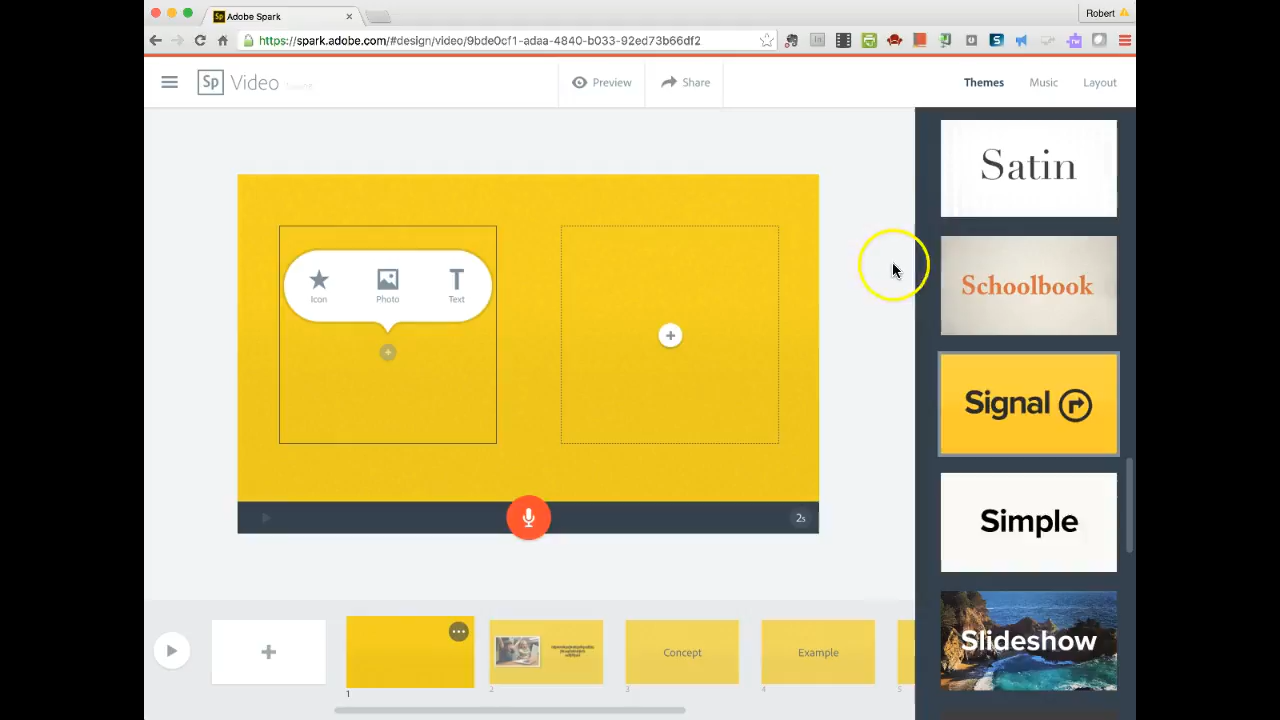 Sp Adobe Spark
Robert
https://spark.adobe.com/#design/video/9bde0cf1-adaa-4840-b033-92ed73b66df2
Sp Video
Preview
Share
Themes Music Layout
Icon Photo Text
2s
Satin
Schoolbook
Signal
Simple
Slideshow
Concept
Example
1 2 3 4 5